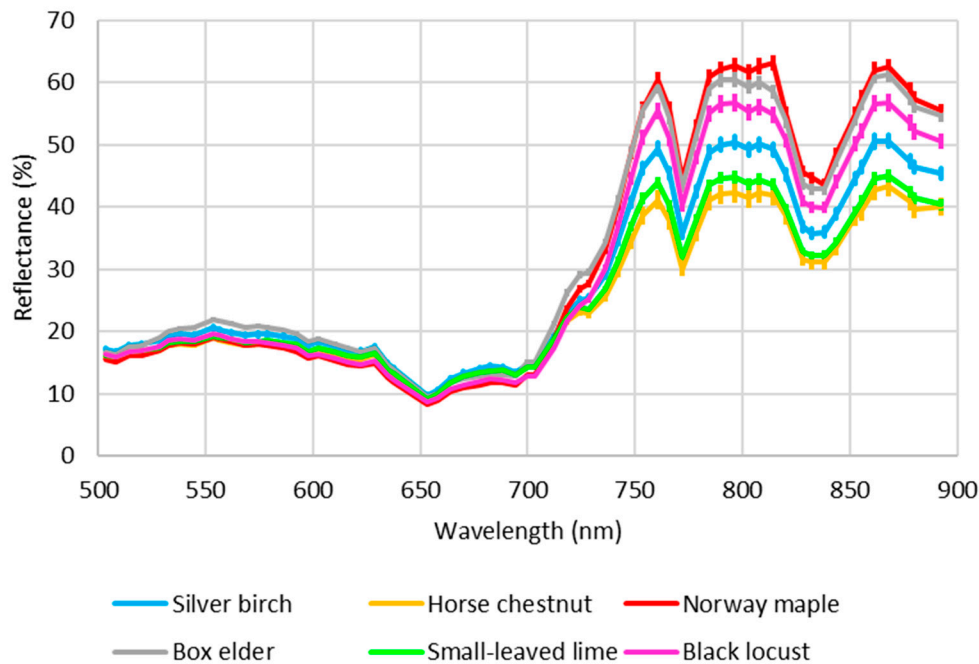 70
60
50
40
30
20
10
0
Reflectance (%)
500 550 600 650 700 750 800 850 900
Wavelength (nm)
Silver birch Horse chestnut Norway maple
Box elder Small-leaved lime Black locust